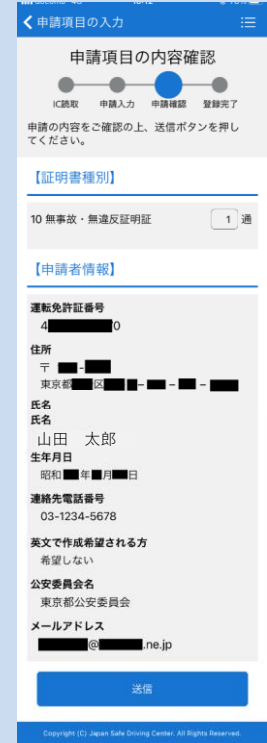 申請項目の入力
申請項目の内容確認
IC読取 申請入力 申請確認 登録完了
申請の内容をご確認の上、送信ボタンを押し
てください。
【証明書種別】
10 無事故・無違反証明証 1 通
【申請者情報】
運転免許証番号
4 0
住所
〒 -
東京都 区 - - -
氏名
氏名
山田 太郎
生年月日
昭和 年 月 日
連絡先電話番号
03-1234-5678
英文で作成希望される方
希望しない
公安委員会名
東京都公安委員会
メールアドレス
@ .ne.jp
送信
Copyright (C) Japan Safe Driving Center. All Rights Reserved.